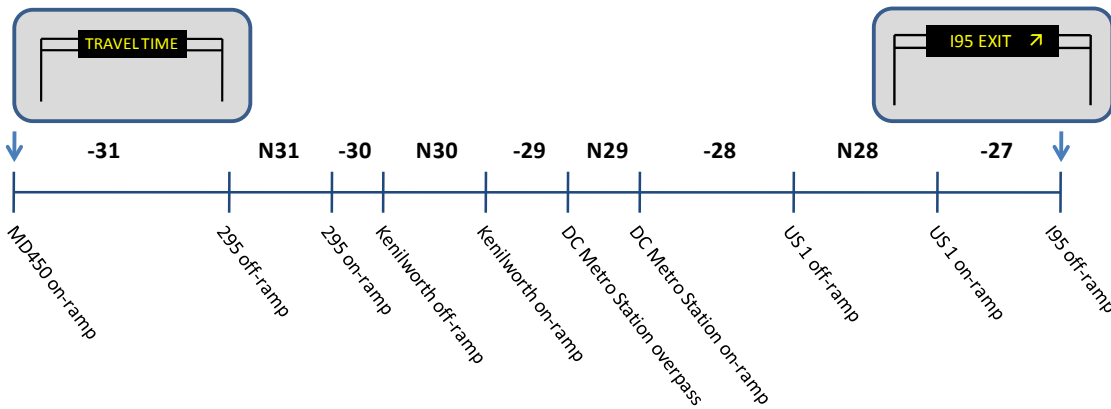 TRAVEL TIME
I95 EXIT ↗
-31 N31 -30 N30 -29 N29 -28 N28 -27
MD450 on-ramp
295 off-ramp
295 on-ramp
Kenilworth off-ramp
Kenilworth on-ramp
DC Metro Station overpass
DC Metro Station on-ramp
US 1 off-ramp
US 1 on-ramp
I95 off-ramp